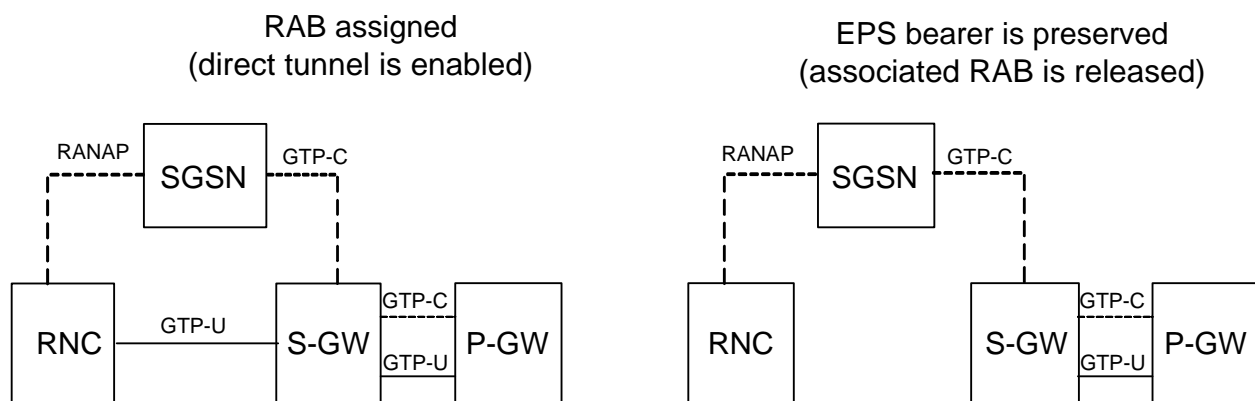 RAB assigned
(direct tunnel is enabled)
RANAP
SGSN
GTP-C
RNC
GTP-U
S-GW
GTP-C
GTP-U
P-GW
EPS bearer is preserved
(associated RAB is released)
RANAP
SGSN
GTP-C
RNC
S-GW
GTP-C
GTP-U
P-GW